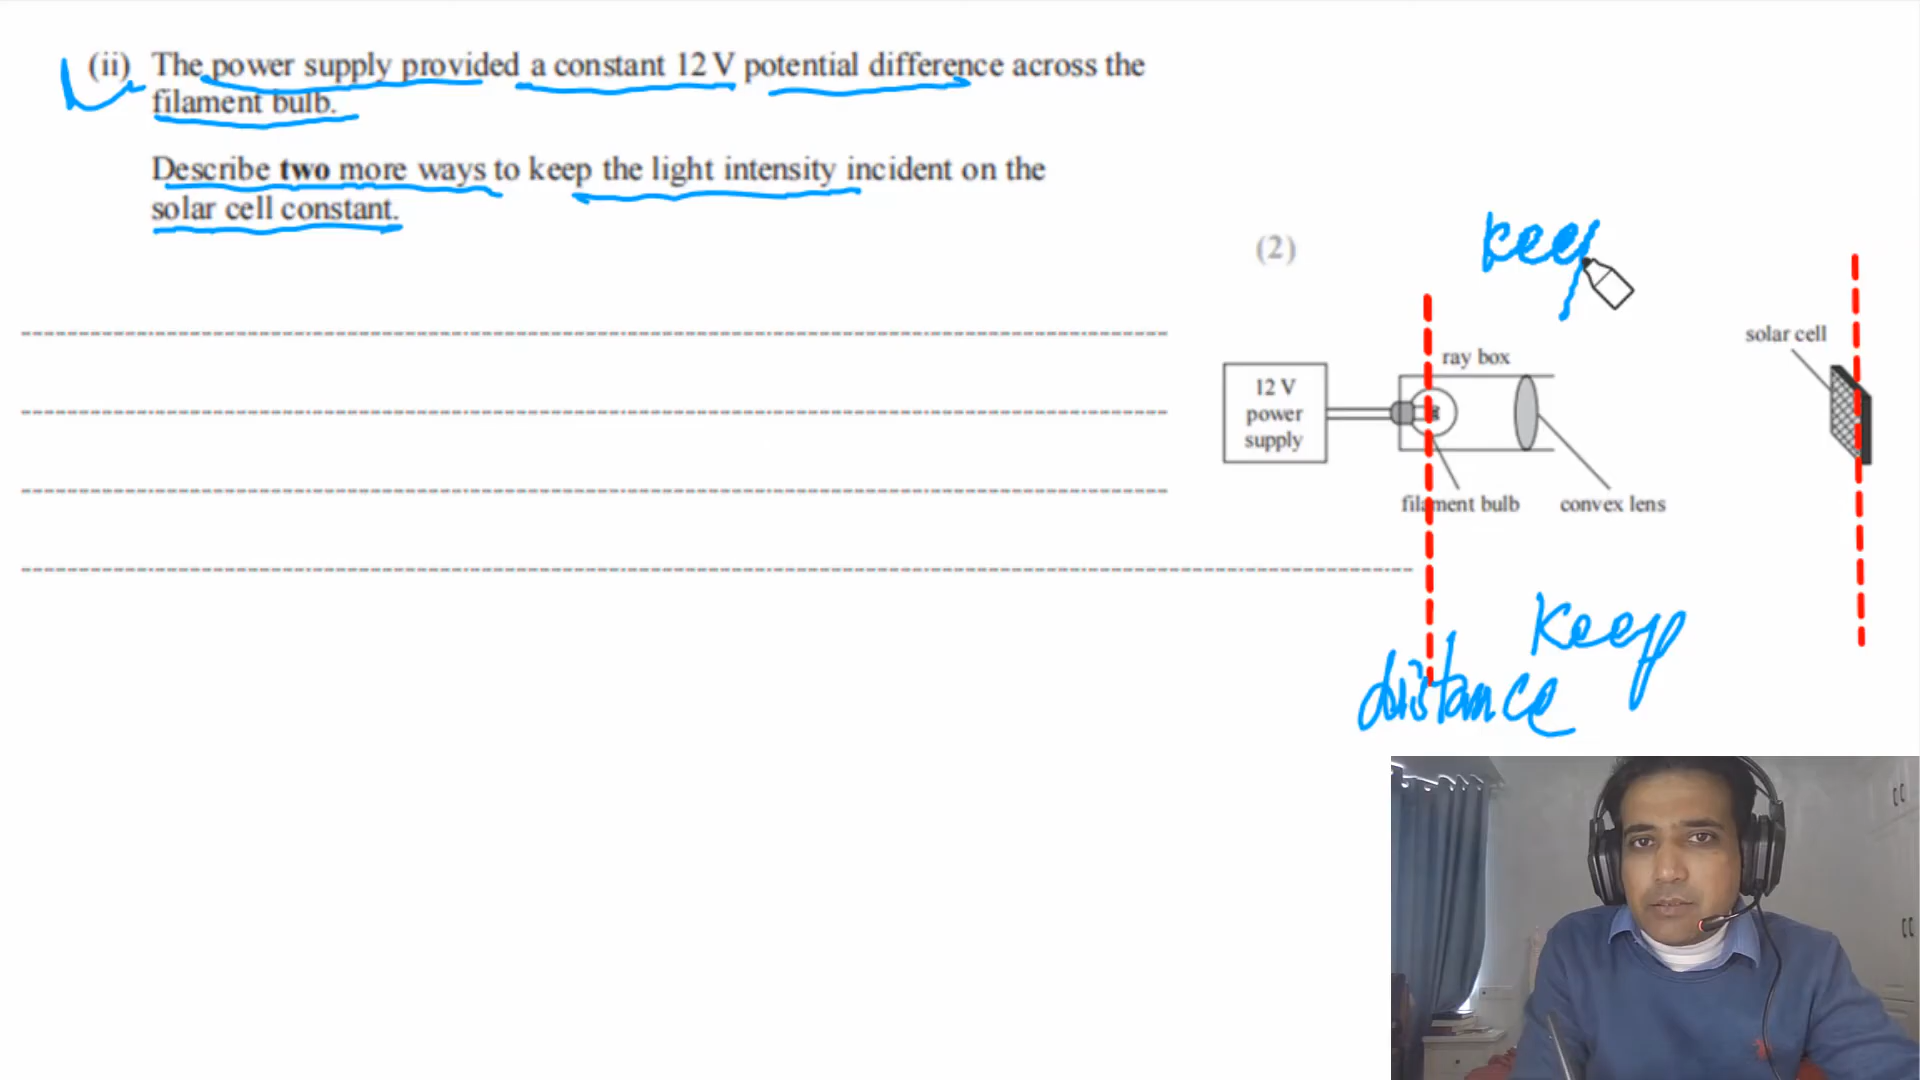 (ii) The power supply provided a constant 12 V potential difference across the
filament bulb.
Describe two more ways to keep the light intensity incident on the
solar cell constant.
(2)
keep
solar cell
ray box
12 V
power
supply
filament bulb
convex lens
Keep
distance